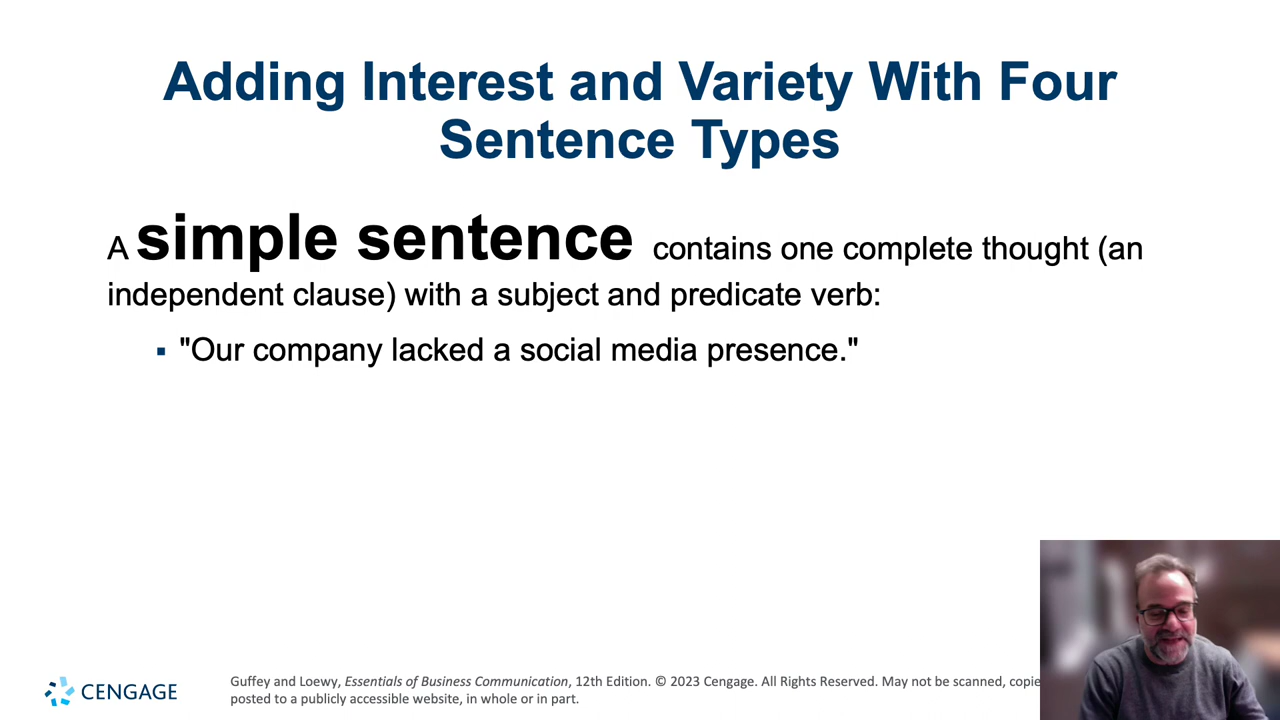 Adding Interest and Variety With Four
Sentence Types
A simple sentence contains one complete thought (an
independent clause) with a subject and predicate verb:
▪ "Our company lacked a social media presence."
CENGAGE
Guffey and Loewy, Essentials of Business Communication, 12th Edition. © 2023 Cengage. All Rights Reserved. May not be scanned,
posted to a publicly accessible website, in whole or in part.